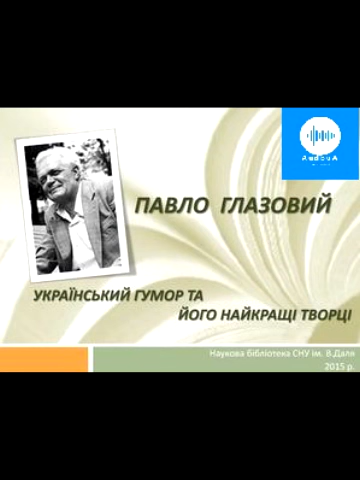 ПАВЛО ГЛАЗОВИЙ
УКРАЇНСЬКИЙ ГУМОР ТА
ЙОГО НАЙКРАЩІ ТВОРЦІ
Наукова бібліотека СНУ ім. В.Даля
2015 р.